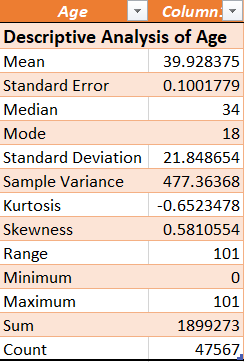 Age Column1
Descriptive Analysis of Age
Mean 39.928375
Standard Error 0.1001779
Median 34
Mode 18
Standard Deviation 21.848654
Sample Variance 477.36368
Kurtosis -0.6523478
Skewness 0.5810554
Range 101
Minimum 0
Maximum 101
Sum 1899273
Count 47567